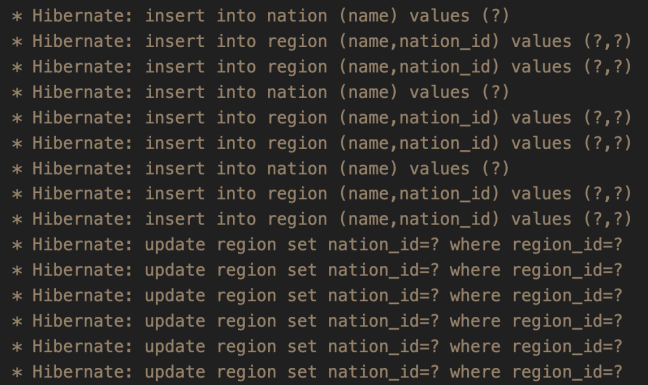 * Hibernate: insert into nation (name) values (?)
* Hibernate: insert into region (name,nation_id) values (?,?)
* Hibernate: insert into region (name,nation_id) values (?,?)
* Hibernate: insert into nation (name) values (?)
* Hibernate: insert into region (name,nation_id) values (?,?)
* Hibernate: insert into region (name,nation_id) values (?,?)
* Hibernate: insert into nation (name) values (?)
* Hibernate: insert into region (name,nation_id) values (?,?)
* Hibernate: insert into region (name,nation_id) values (?,?)
* Hibernate: update region set nation_id=? where region_id=?
* Hibernate: update region set nation_id=? where region_id=?
* Hibernate: update region set nation_id=? where region_id=?
* Hibernate: update region set nation_id=? where region_id=?
* Hibernate: update region set nation_id=? where region_id=?
* Hibernate: update region set nation_id=? where region_id=?